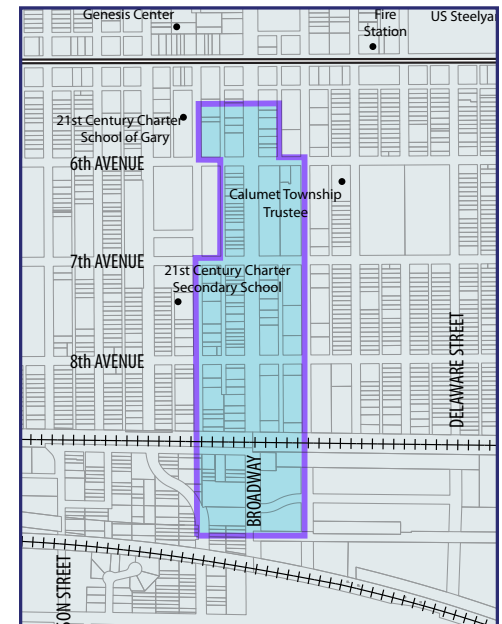 Genesis Center
Fire
Station
US Steelya
21st Century Charter
School of Gary
6th AVENUE
Calumet Township
Trustee
7th AVENUE
21st Century Charter
Secondary School
8th AVENUE
DELAWARE STREET
BROADWAY
SON STREET